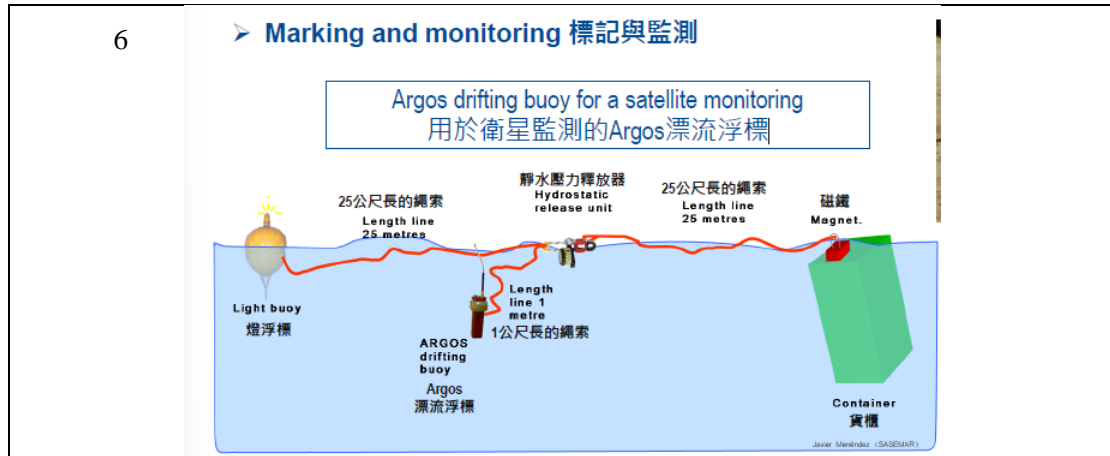 6
➤ Marking and monitoring 標記與監測
Argos drifting buoy for a satellite monitoring
用於衛星監測的Argos漂流浮標
25公尺長的繩索
Length line
25 metres
靜水壓力釋放器
Hydrostatic
release unit
25公尺長的繩索
Length line
25 metres
磁鐵
Magnet.
Light buoy
燈浮標
Length
line 1
metre
1公尺長的繩索
ARGOS
drifting
buoy
Argos
漂流浮標
Container
貨櫃
Javier Menéndez (SASEMAR)